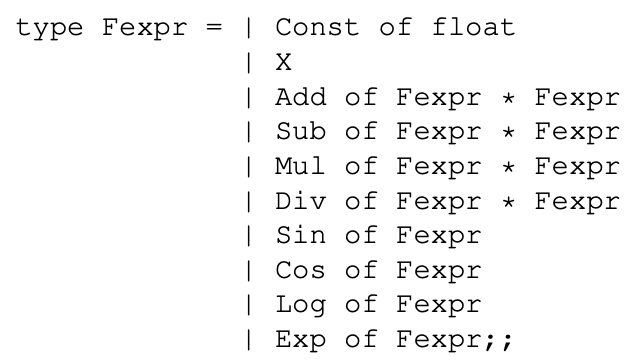 type Fexpr = | Const of float
| X
| Add of Fexpr * Fexpr
| Sub of Fexpr * Fexpr
| Mul of Fexpr * Fexpr
| Div of Fexpr * Fexpr
| Sin of Fexpr
| Cos of Fexpr
| Log of Fexpr
| Exp of Fexpr;;